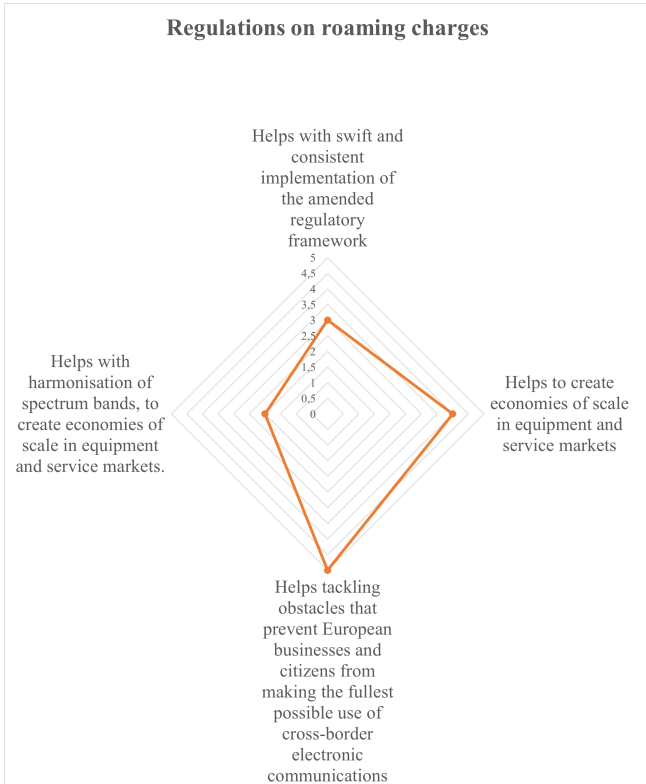 Regulations on roaming charges
Helps with swift and
consistent
implementation of
the amended
regulatory
framework
5
4,5
4
3,5
3
2,5
2
1,5
1
0,5
0
Helps with
harmonisation of
spectrum bands, to
create economies of
scale in equipment
and service markets.
Helps to create
economies of scale
in equipment and
service markets
Helps tackling
obstacles that
prevent European
businesses and
citizens from
making the fullest
possible use of
cross-border
electronic
communications